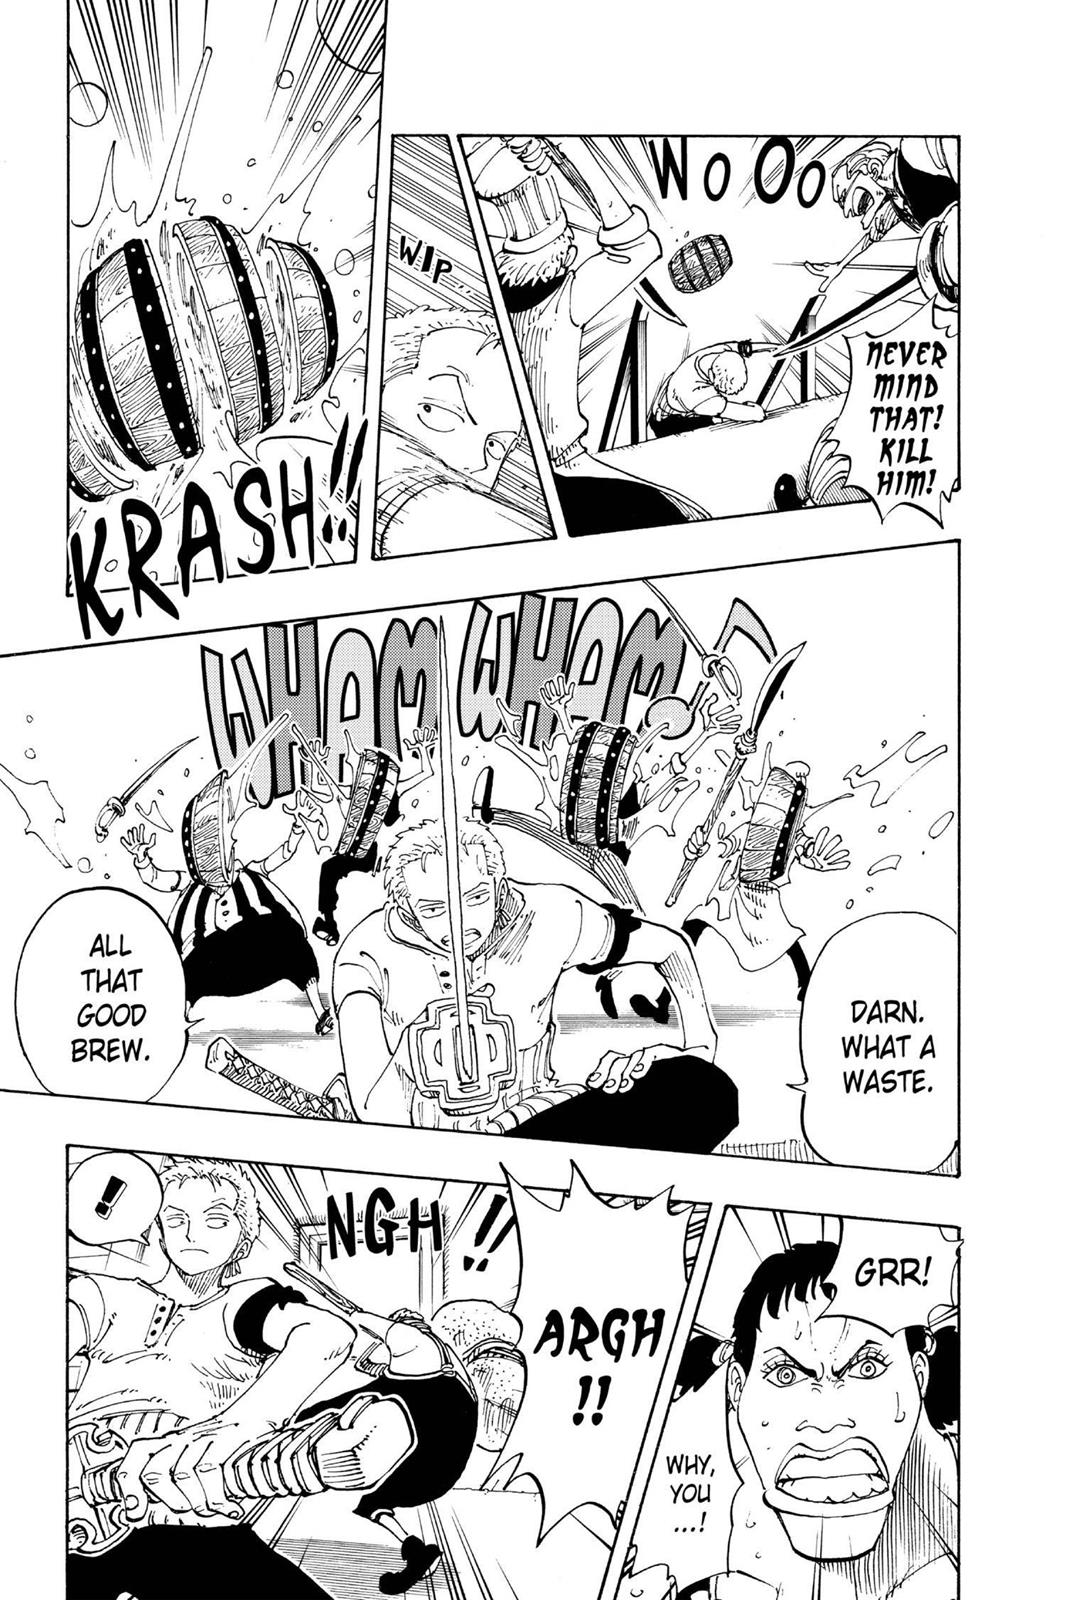 WoOo
NEVER
MIND
THAT!
KILL
HIM!
WIP...
KRASH!!
WHAM WHAM
DARN.
WHAT A
WASTE.
ALL
THAT
GOOD
BREW.
GRR!
WHY,
YOU
...!
ARGH
!!
NGH!!
!